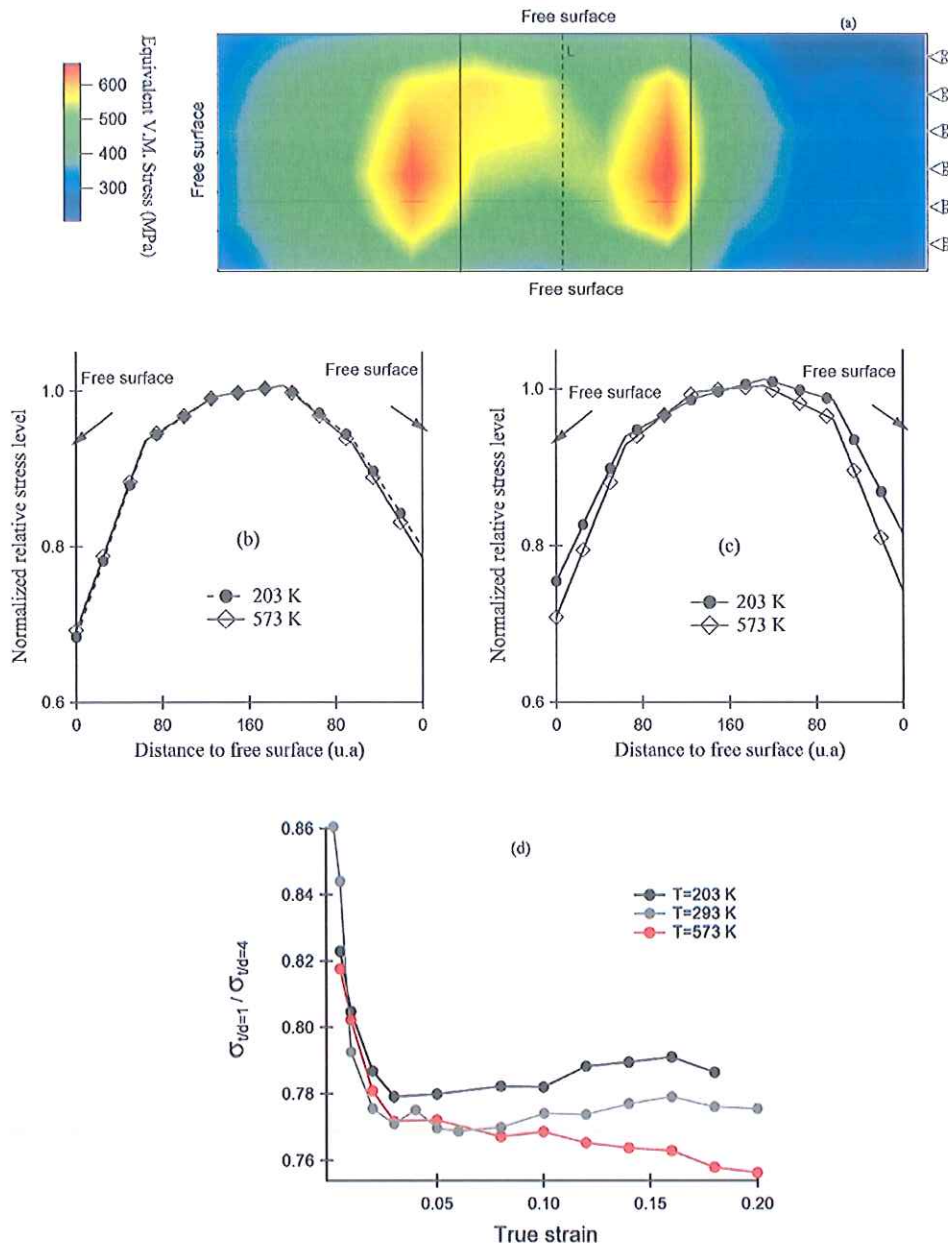 Free surface
(a)
L
Equivalent V.M. Stress (MPa)
600
500
400
300
Free surface
Free surface
Free surface
Free surface
1.0
0.8
0.6
Normalized relative stress level
(b)
203 K
573 K
0
80
160
80
0
Distance to free surface (u.a)
Free surface
Free surface
1.0
0.8
0.6
Normalized relative stress level
(c)
203 K
573 K
0
80
160
80
0
Distance to free surface (u.a)
(d)
0.86
0.84
0.82
0.80
0.78
0.76
σt/d=1 / σt/d=4
T=203 K
T=293 K
T=573 K
0.05
0.10
0.15
0.20
True strain